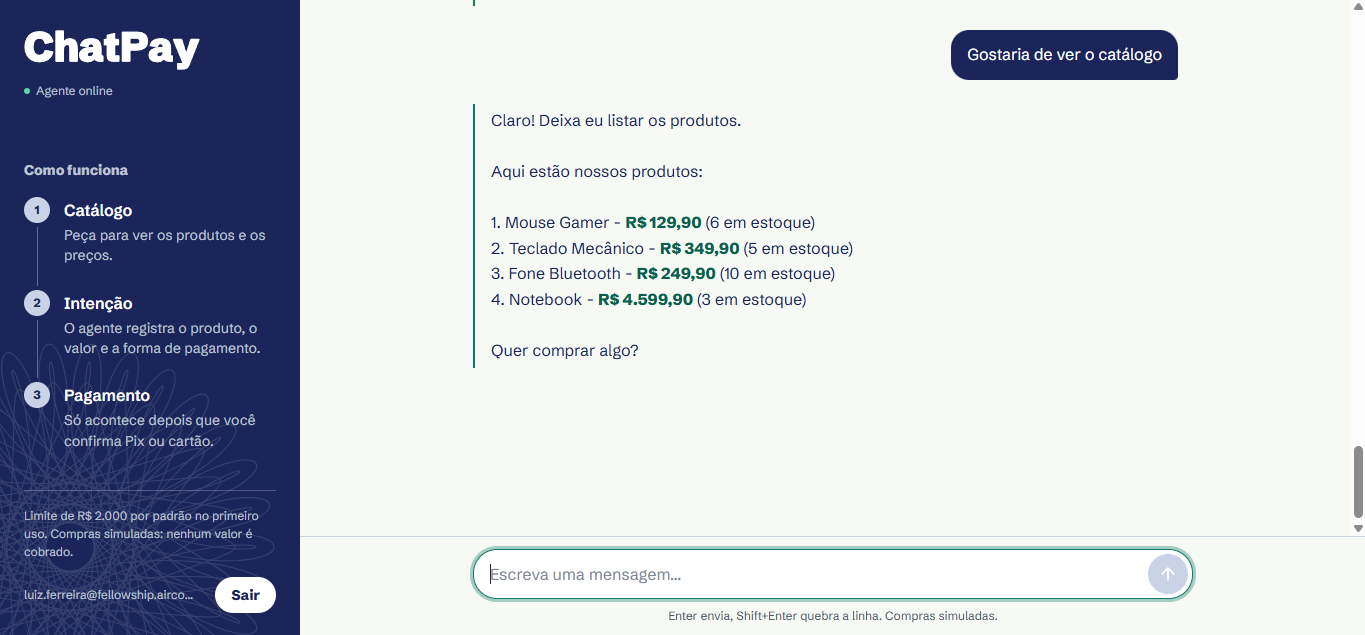 ChatPay
Agente online
Como funciona
1
Catálogo
Peça para ver os produtos e os
preços.
2
Intenção
O agente registra o produto, o
valor e a forma de pagamento.
3
Pagamento
Só acontece depois que você
confirma Pix ou cartão.
Limite de R$ 2.000 por padrão no primeiro
uso. Compras simuladas: nenhum valor é
cobrado.
luiz.ferreira@fellowship.airco...
Sair
Gostaria de ver o catálogo
Claro! Deixa eu listar os produtos.
Aqui estão nossos produtos:
1. Mouse Gamer - R$ 129,90 (6 em estoque)
2. Teclado Mecânico - R$ 349,90 (5 em estoque)
3. Fone Bluetooth - R$ 249,90 (10 em estoque)
4. Notebook - R$ 4.599,90 (3 em estoque)
Quer comprar algo?
Escreva uma mensagem...
Enter envia, Shift+Enter quebra a linha. Compras simuladas.